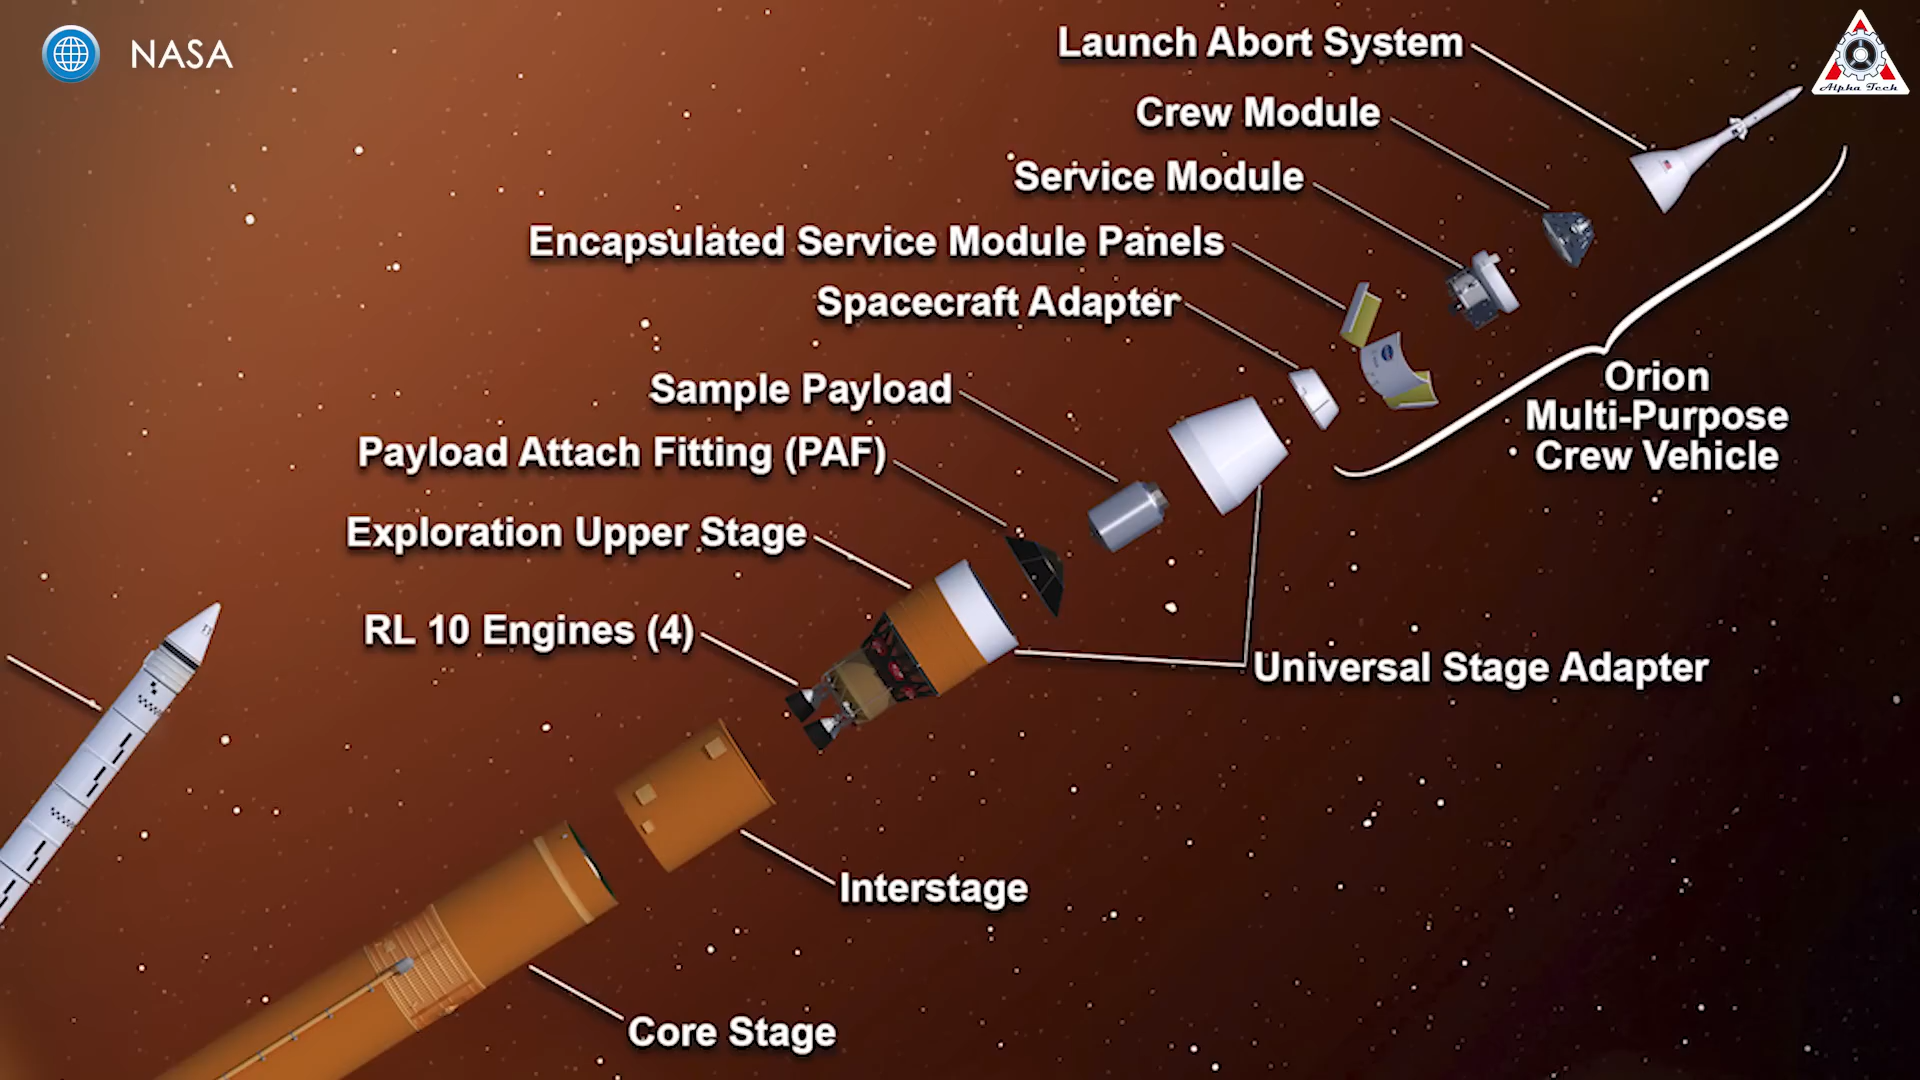 NASA
Alpha Tech
Launch Abort System
Crew Module
Service Module
Encapsulated Service Module Panels
Spacecraft Adapter
Sample Payload
Payload Attach Fitting (PAF)
Exploration Upper Stage
RL 10 Engines (4)
Orion
Multi-Purpose
Crew Vehicle
Universal Stage Adapter
Interstage
Core Stage